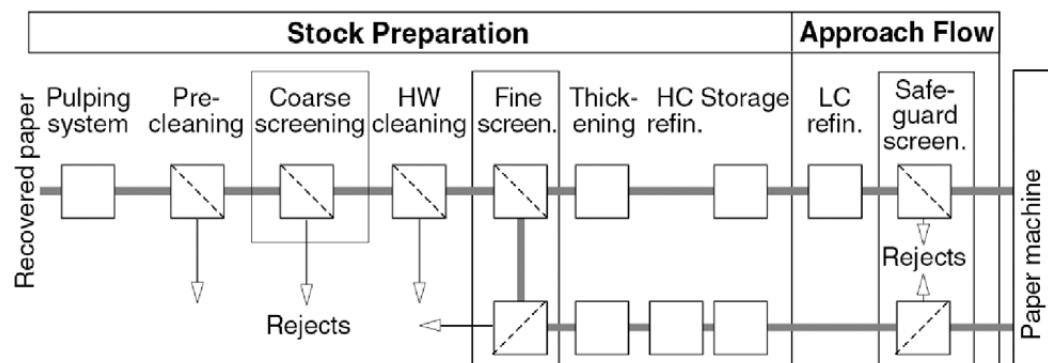 Stock Preparation
Approach Flow
Recovered paper
Pulping
system
Pre-
cleaning
Coarse
screening
HW
cleaning
Fine
screen.
Thick-
ening
HC
refin.
Storage
LC
refin.
Safe-
guard
screen.
Paper machine
Rejects
Rejects